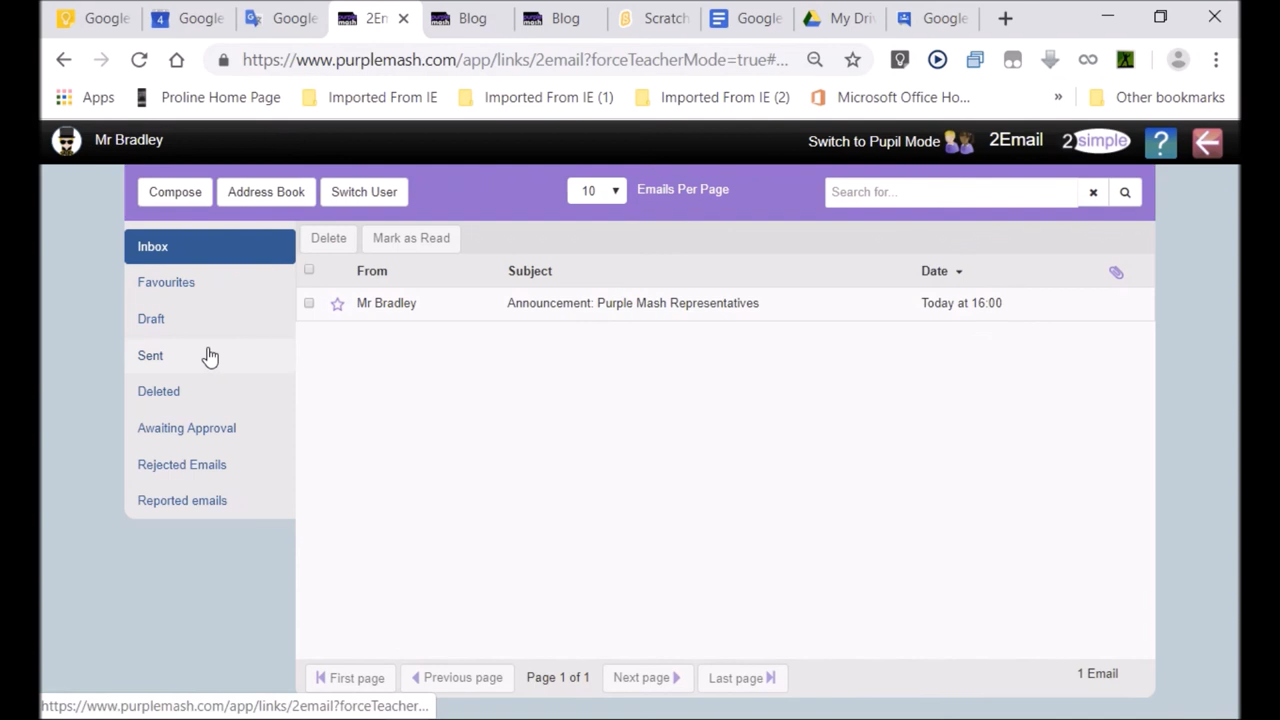 Google
4 Google
Google
2Em
Blog
Blog
Scratch
Google
My Dri
Google
https://www.purplemash.com/app/links/2email?forceTeacherMode=true#...
Apps
Proline Home Page
Imported From IE
Imported From IE (1)
Imported From IE (2)
Microsoft Office Ho...
»
Other bookmarks
Mr Bradley
Switch to Pupil Mode
2Email
2simple
?
Compose
Address Book
Switch User
10
Emails Per Page
Search for...
Inbox
Delete
Mark as Read
From
Subject
Date
Favourites
Mr Bradley
Announcement: Purple Mash Representatives
Today at 16:00
Draft
Sent
Deleted
Awaiting Approval
Rejected Emails
Reported emails
First page
Previous page
Page 1 of 1
Next page
Last page
1 Email
https://www.purplemash.com/app/links/2email?forceTeacher...